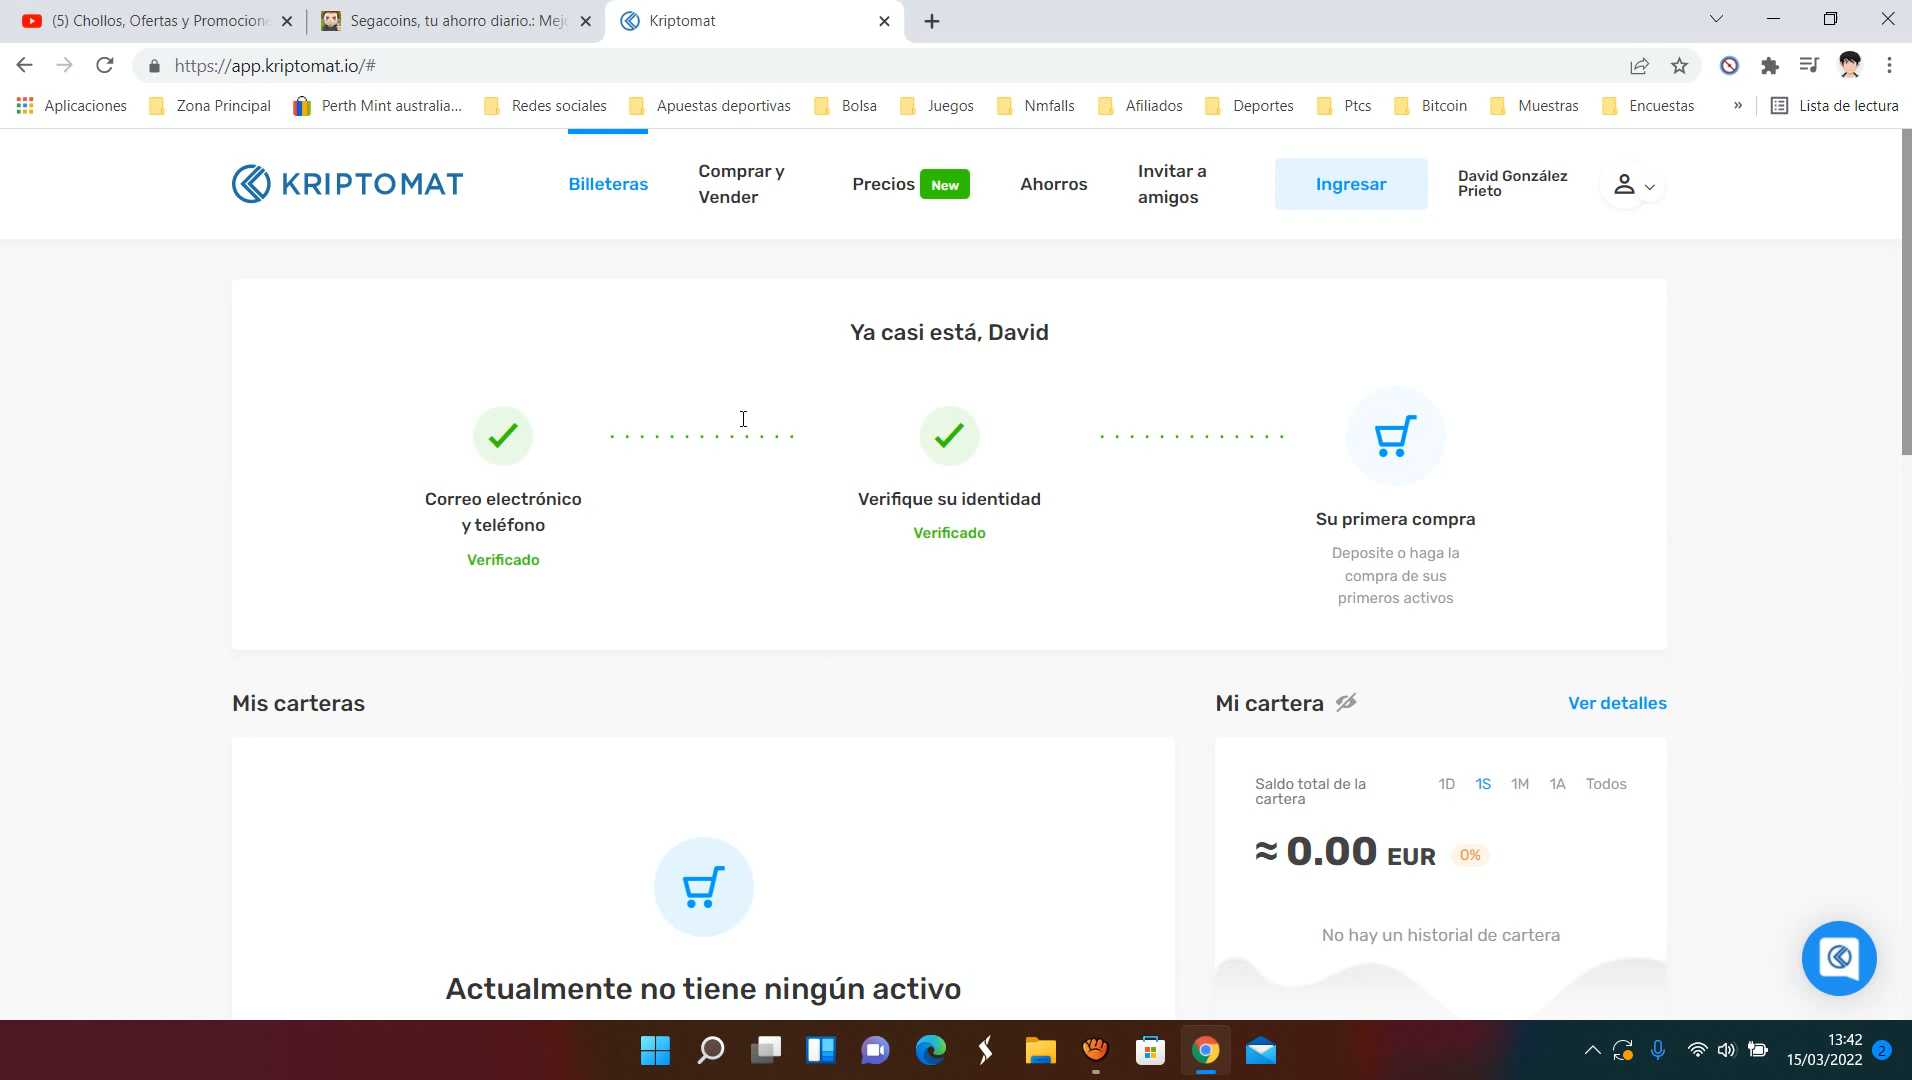 (5) Chollos, Ofertas y Promocione
Segacoins, tu ahorro diario.: Mej
Kriptomat
https://app.kriptomat.io/#
Aplicaciones
Zona Principal
Perth Mint australia...
Redes sociales
Apuestas deportivas
Bolsa
Juegos
Nmfalls
Afiliados
Deportes
Ptcs
Bitcoin
Muestras
Encuestas
»
Lista de lectura
KRIPTOMAT
Billeteras
Comprar y
Vender
Precios New
Ahorros
Invitar a
amigos
Ingresar
David González
Prieto
Ya casi está, David
Correo electrónico
y teléfono
Verificado
Verifique su identidad
Verificado
Su primera compra
Deposite o haga la
compra de sus
primeros activos
Mis carteras
Actualmente no tiene ningún activo
Mi cartera
Ver detalles
Saldo total de la
cartera
1D 1S 1M 1A Todos
≈ 0.00 EUR 0%
No hay un historial de cartera
13:42
15/03/2022
2